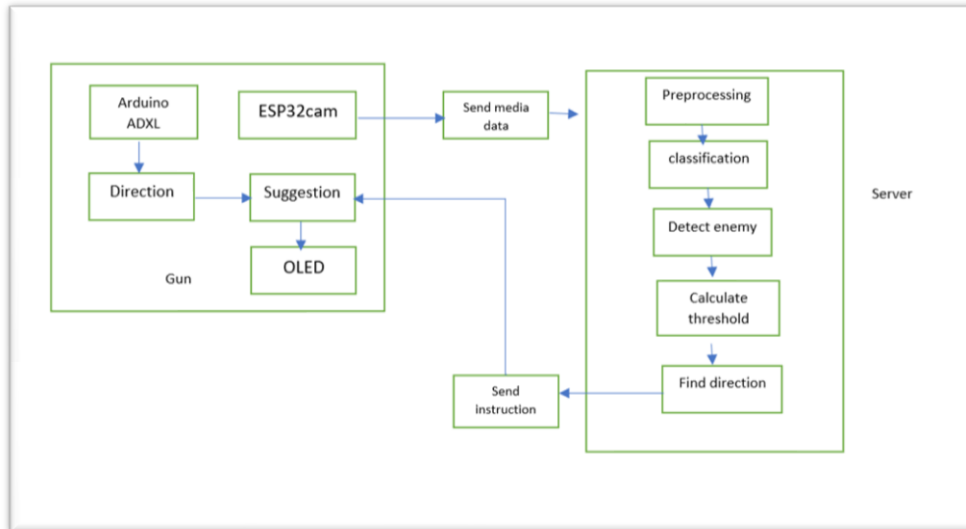 Arduino
ADXL
ESP32cam
Direction
Suggestion
OLED
Gun
Send media
data
Preprocessing
classification
Detect enemy
Calculate
threshold
Find direction
Server
Send
instruction